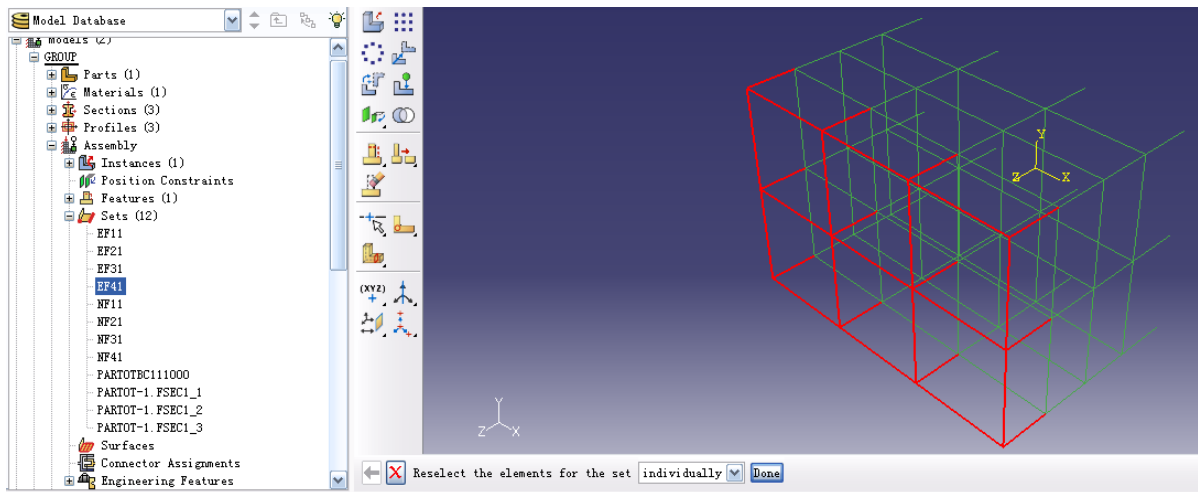 Model Database
Models (2)
GROUP
Parts (1)
Materials (1)
Sections (3)
Profiles (3)
Assembly
Instances (1)
Position Constraints
Features (1)
Sets (12)
EF11
EF21
EF31
EF41
NF11
NF21
NF31
NF41
PARTOTBC111000
PARTOT-1.FSEC1_1
PARTOT-1.FSEC1_2
PARTOT-1.FSEC1_3
Surfaces
Connector Assignments
Engineering Features
(XYZ)
Y
Z
X
Y
Z
X
Reselect the elements for the set individually Done